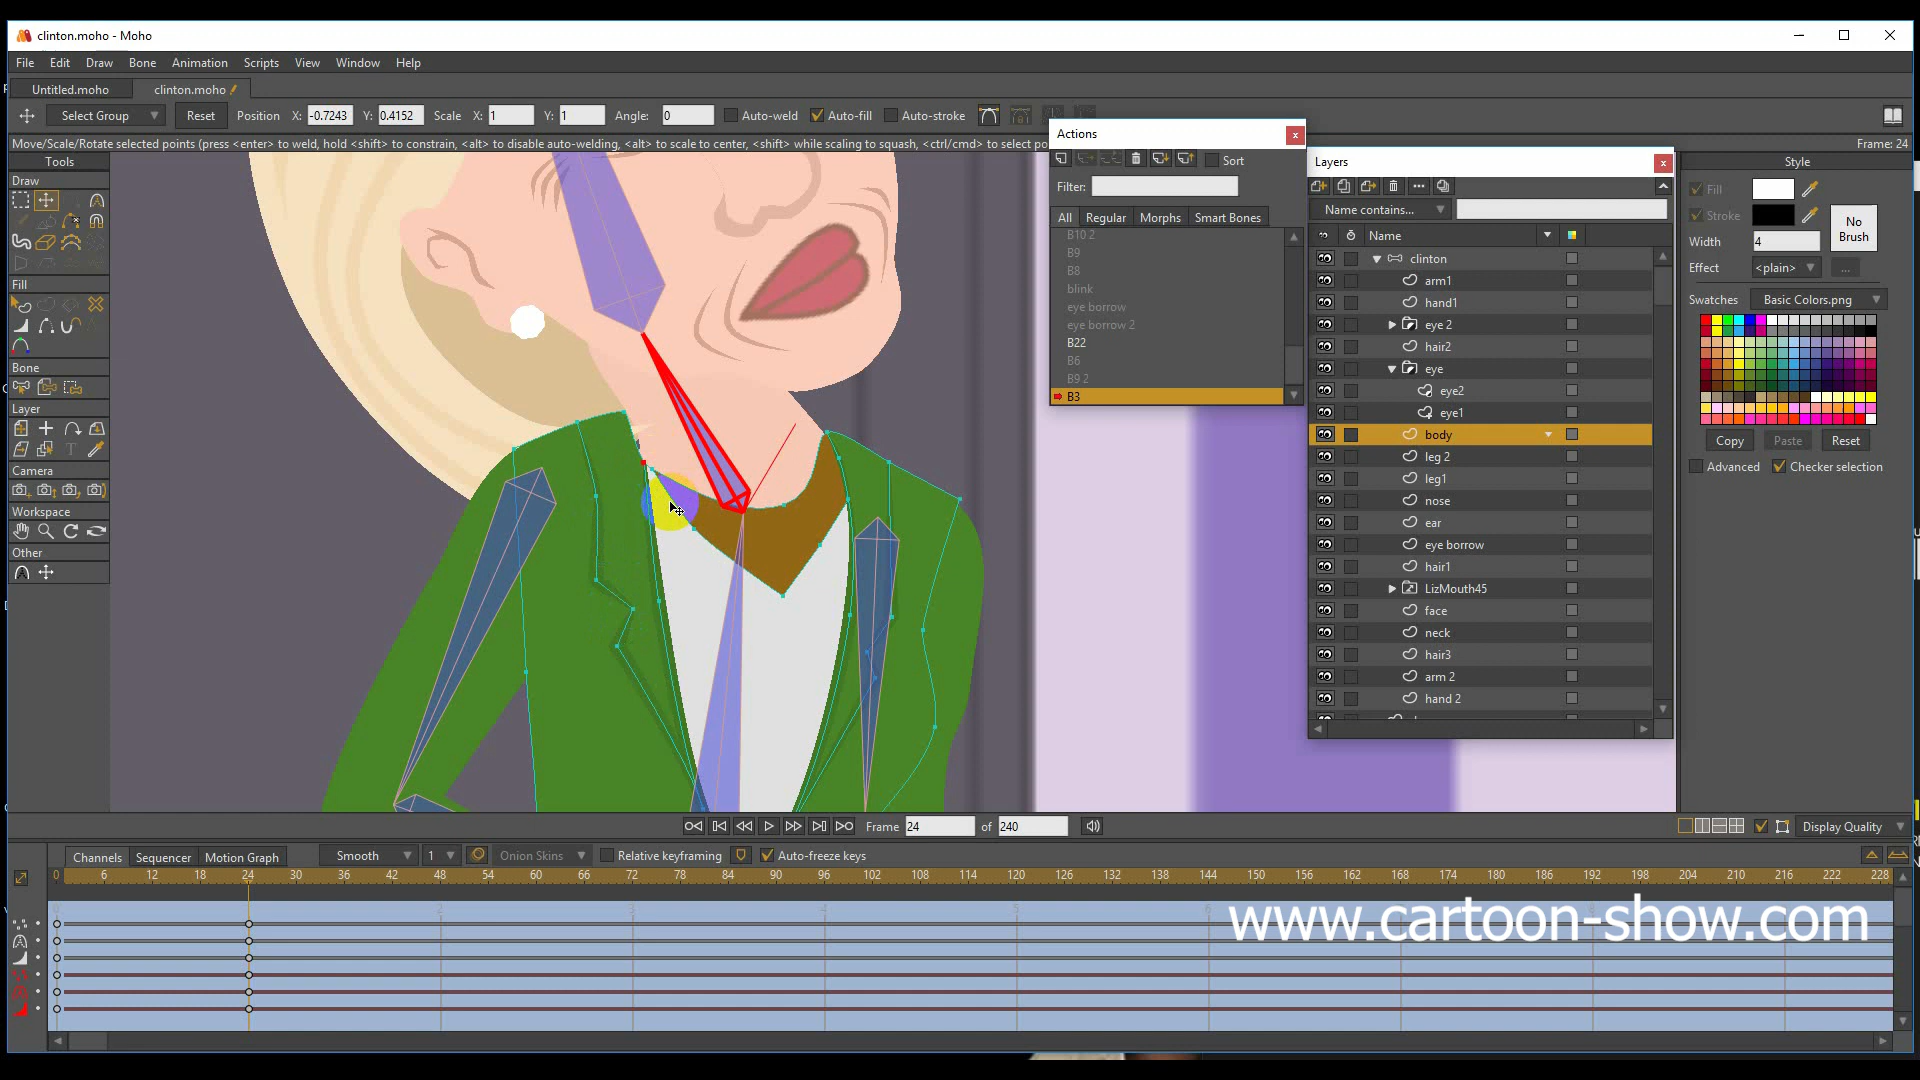 clinton.moho - Moho
File Edit Draw Bone Animation Scripts View Window Help
Untitled.moho clinton.moho
Select Group Reset Position X: -0.7243 Y: 0.4152 Scale X: 1 Y: 1 Angle: 0 Auto-weld Auto-fill Auto-stroke
Move/Scale/Rotate selected points (press <enter> to weld, hold <shift> to constrain, <alt> to disable auto-welding, <alt> to scale to center, <shift> while scaling to squash, <ctrl/cmd> to select po
Frame: 24
Tools
Draw
Fill
Bone
Layer
Camera
Workspace
Other
Actions
Sort
Filter:
All Regular Morphs Smart Bones
B10 2
B9
B8
blink
eye borrow
eye borrow 2
B22
B6
B9 2
B3
Layers
Name contains...
Name
clinton
arm1
hand1
eye 2
hair2
eye
eye2
eye1
body
leg 2
leg1
nose
ear
eye borrow
hair1
LizMouth45
face
neck
hair3
arm 2
hand 2
Style
Fill
Stroke
No Brush
Width 4
Effect <plain> ...
Swatches Basic Colors.png
Copy Paste Reset
Advanced Checker selection
Frame 24 of 240
Display Quality
Channels Sequencer Motion Graph Smooth 1 Onion Skins Relative keyframing Auto-freeze keys
0 6 12 18 24 30 36 42 48 54 60 66 72 78 84 90 96 102 108 114 120 126 132 138 144 150 156 162 168 174 180 186 192 198 204 210 216 222 228
www.cartoon-show.com